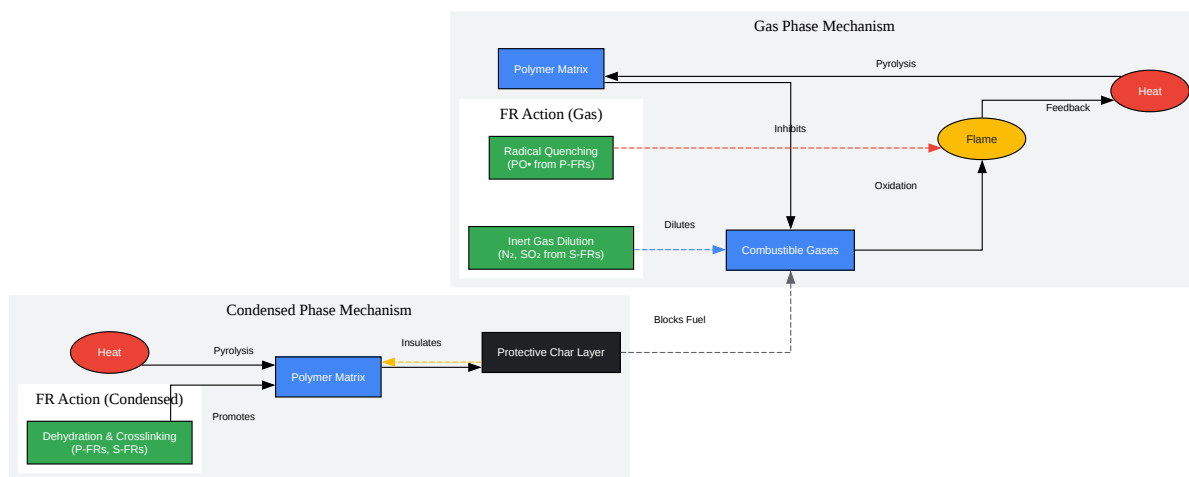 Gas Phase Mechanism
Polymer Matrix
Pyrolysis
Heat
Feedback
FR Action (Gas)
Inhibits
Flame
Radical Quenching
(PO• from P-FRs)
Oxidation
Dilutes
Inert Gas Dilution
(N₂, SO₂ from S-FRs)
Combustible Gases
Condensed Phase Mechanism
Blocks Fuel
Heat
Pyrolysis
Insulates
Protective Char Layer
Polymer Matrix
FR Action (Condensed)
Promotes
Dehydration & Crosslinking
(P-FRs, S-FRs)